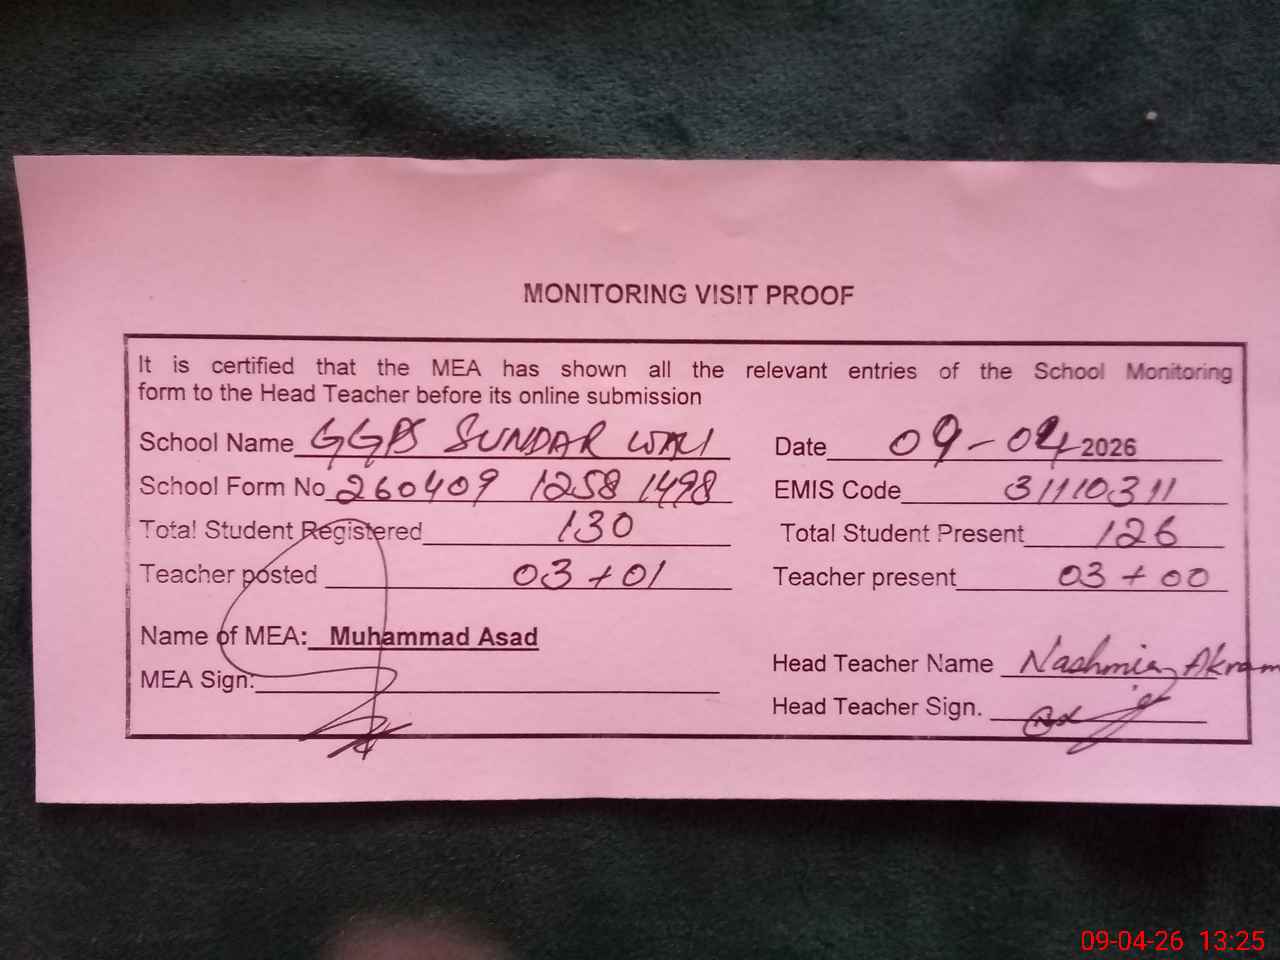 MONITORING VISIT PROOF
It is certified that the MEA has shown all the relevant entries of the School Monitoring
form to the Head Teacher before its online submission
School Name GGPS SUNDAR WALI Date 09-04-2026
School Form No 260409 1258 1498 EMIS Code 31110311
Total Student Registered 130 Total Student Present 126
Teacher posted 03 + 01 Teacher present 03 + 00
Name of MEA: Muhammad Asad
Head Teacher Name Nashmia Akram
MEA Sign:
Head Teacher Sign.
09-04-26 13:25